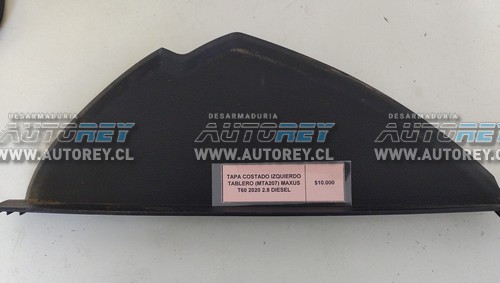 DESARMADURIA DESARMADURIA DESARMADURIA
AUTOREY AUTOREY AUTOREY
WWW.AUTOREY.CL WWW.AUTOREY.CL WWW.AUTOREY.CL
TAPA COSTADO IZQUIERDO
TABLERO (MTA207) MAXUS
T60 2020 2.8 DIESEL
$10.000